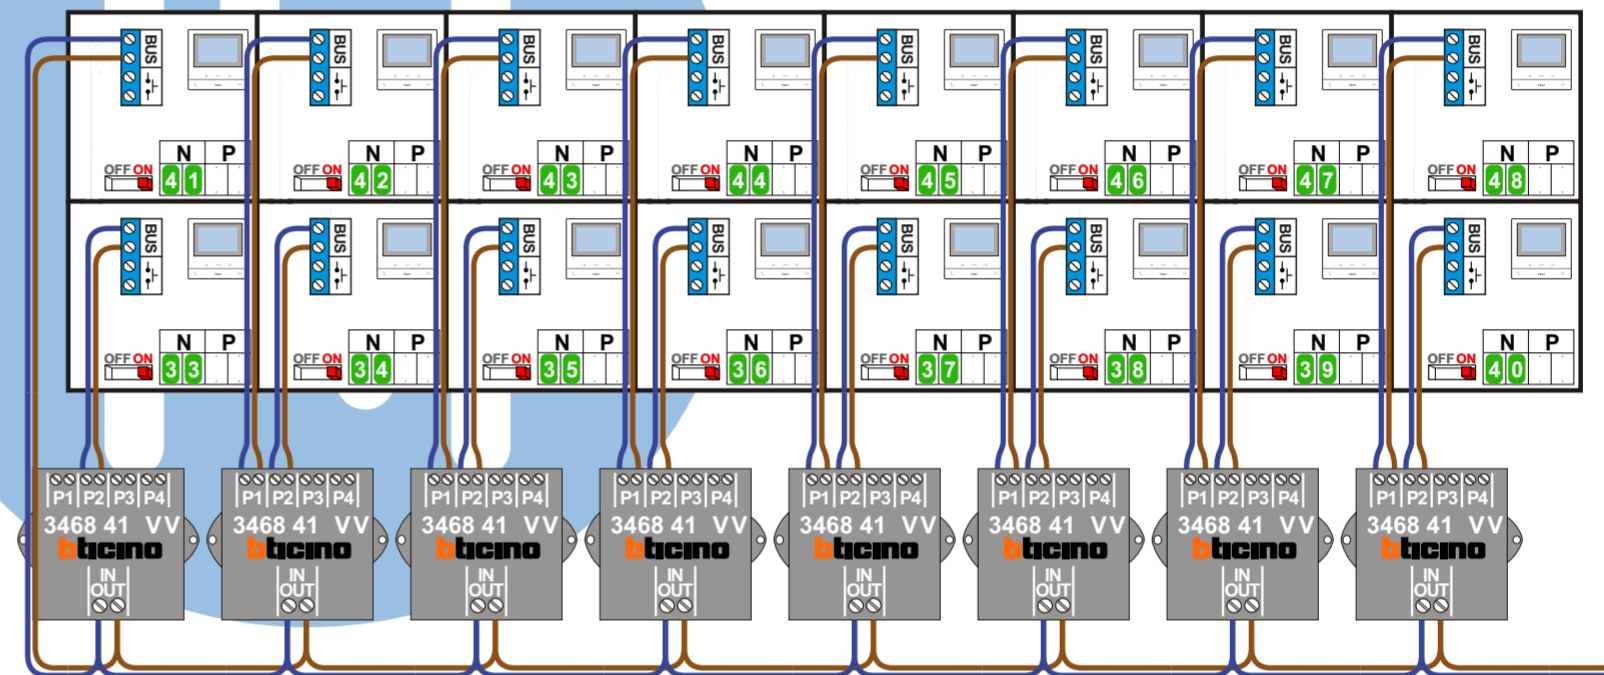 BUS BUS BUS BUS BUS BUS BUS BUS
N P N P N P N P N P N P N P N P
OFF ON 41 OFF ON 42 OFF ON 43 OFF ON 44 OFF ON 45 OFF ON 46 OFF ON 47 OFF ON 48
BUS BUS BUS BUS BUS BUS BUS BUS
N P N P N P N P N P N P N P N P
OFF ON 33 OFF ON 34 OFF ON 35 OFF ON 36 OFF ON 37 OFF ON 38 OFF ON 39 OFF ON 40
P1 P2 P3 P4 P1 P2 P3 P4 P1 P2 P3 P4 P1 P2 P3 P4 P1 P2 P3 P4 P1 P2 P3 P4 P1 P2 P3 P4 P1 P2 P3 P4
3468 41 VV 3468 41 VV 3468 41 VV 3468 41 VV 3468 41 VV 3468 41 VV 3468 41 VV 3468 41 VV
bticino bticino bticino bticino bticino bticino bticino bticino
IN IN IN IN IN IN IN IN
OUT OUT OUT OUT OUT OUT OUT OUT